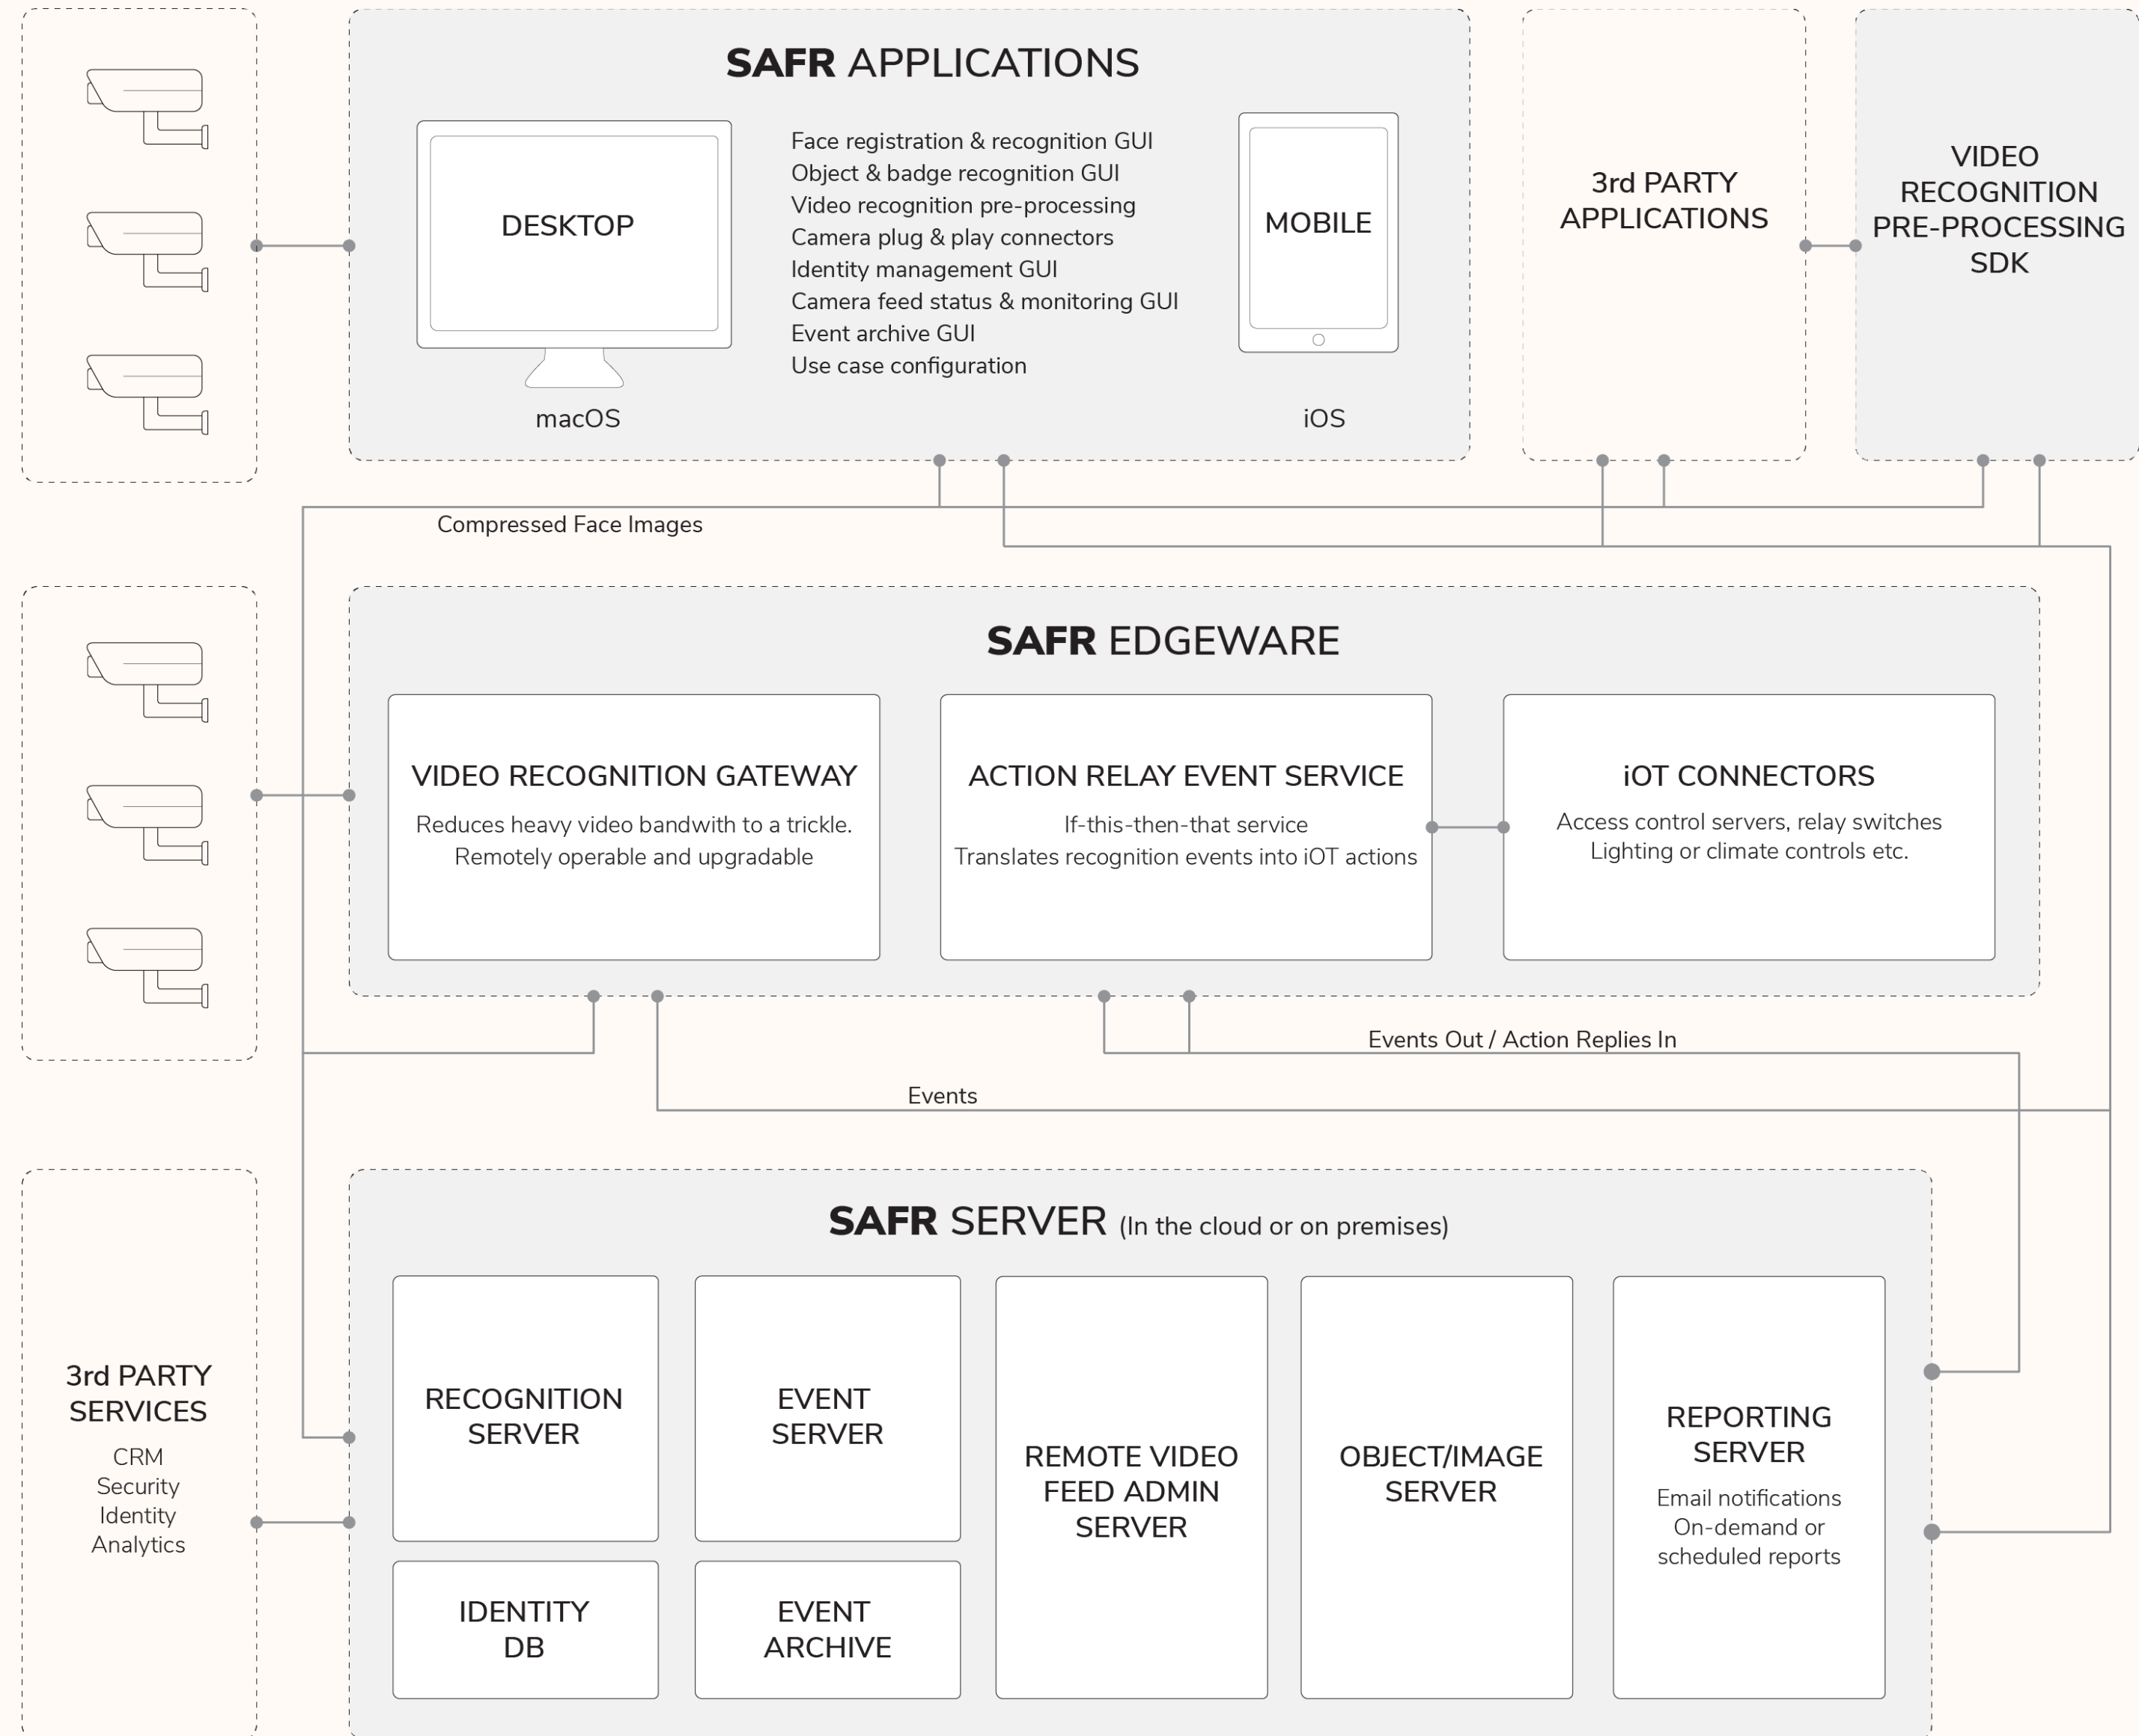 SAFR APPLICATIONS
DESKTOP
macOS
Face registration & recognition GUI
Object & badge recognition GUI
Video recognition pre-processing
Camera plug & play connectors
Identity management GUI
Camera feed status & monitoring GUI
Event archive GUI
Use case configuration
MOBILE
iOS
3rd PARTY
APPLICATIONS
VIDEO
RECOGNITION
PRE-PROCESSING
SDK
Compressed Face Images
SAFR EDGEWARE
VIDEO RECOGNITION GATEWAY
Reduces heavy video bandwith to a trickle.
Remotely operable and upgradable
ACTION RELAY EVENT SERVICE
If-this-then-that service
Translates recognition events into iOT actions
iOT CONNECTORS
Access control servers, relay switches
Lighting or climate controls etc.
Events Out / Action Replies In
Events
3rd PARTY
SERVICES
CRM
Security
Identity
Analytics
SAFR SERVER (In the cloud or on premises)
RECOGNITION
SERVER
IDENTITY
DB
EVENT
SERVER
EVENT
ARCHIVE
REMOTE VIDEO
FEED ADMIN
SERVER
OBJECT/IMAGE
SERVER
REPORTING
SERVER
Email notifications
On-demand or
scheduled reports